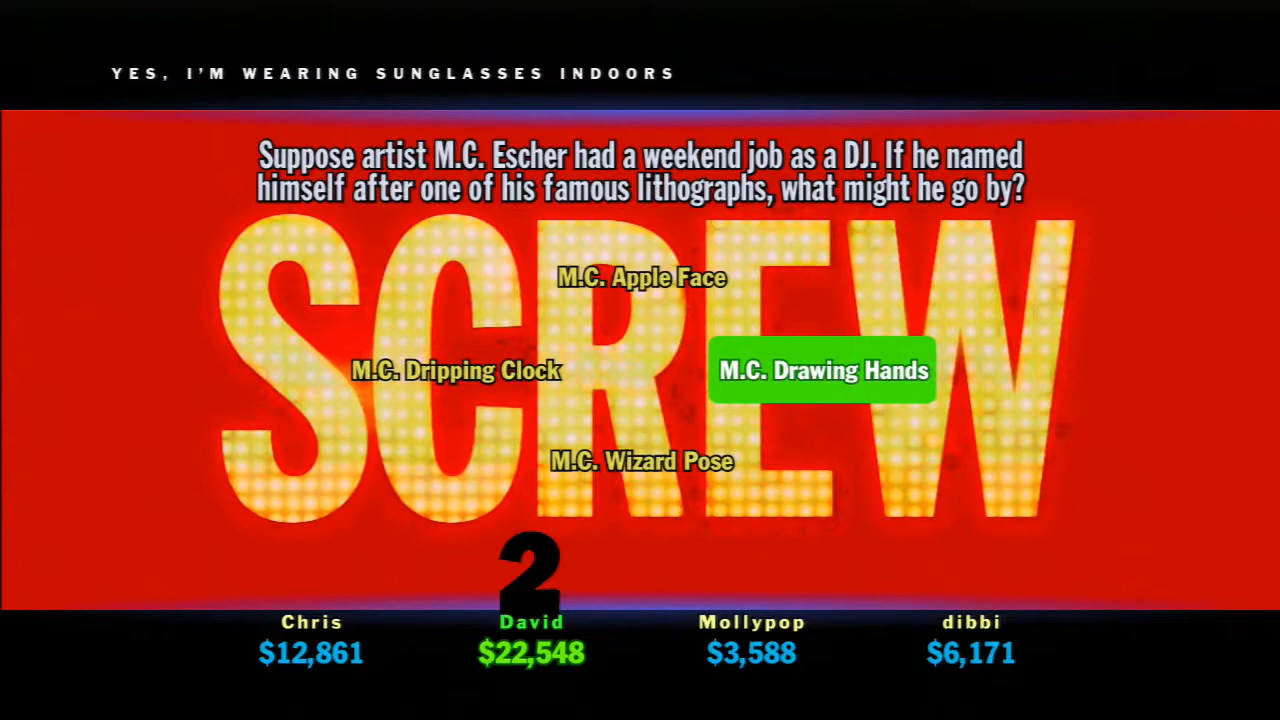 YES, I'M WEARING SUNGLASSES INDOORS
Suppose artist M.C. Escher had a weekend job as a DJ. If he named
himself after one of his famous lithographs, what might he go by?
SCREW
M.C. Apple Face
M.C. Dripping Clock
M.C. Drawing Hands
M.C. Wizard Pose
2
Chris
David
Mollypop
dibbi
$12,861
$22,548
$3,588
$6,171